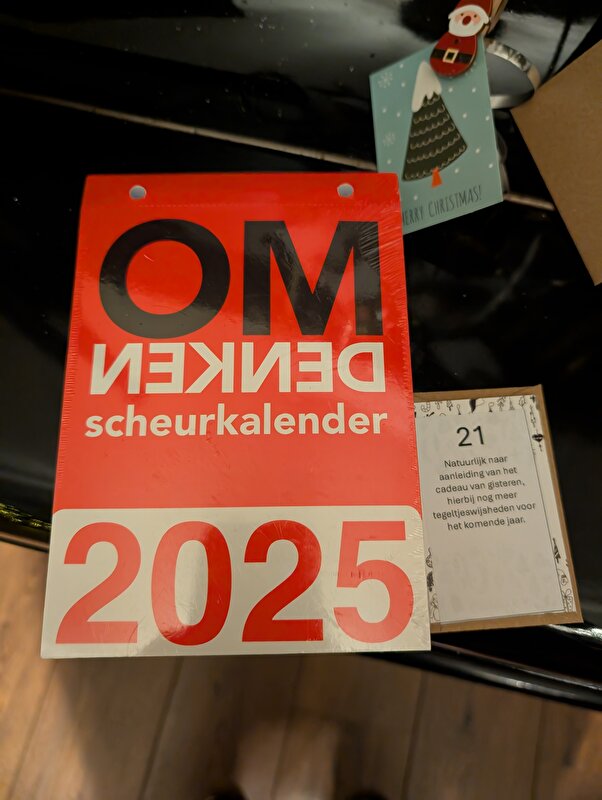 OM
DENKEN
scheurkalender
2025
MERRY CHRISTMAS!
21
Natuurlijk naar
aanleiding van het
cadeau van gisteren,
hierbij nog meer
tegeltjeswijsheden voor
het komende jaar.